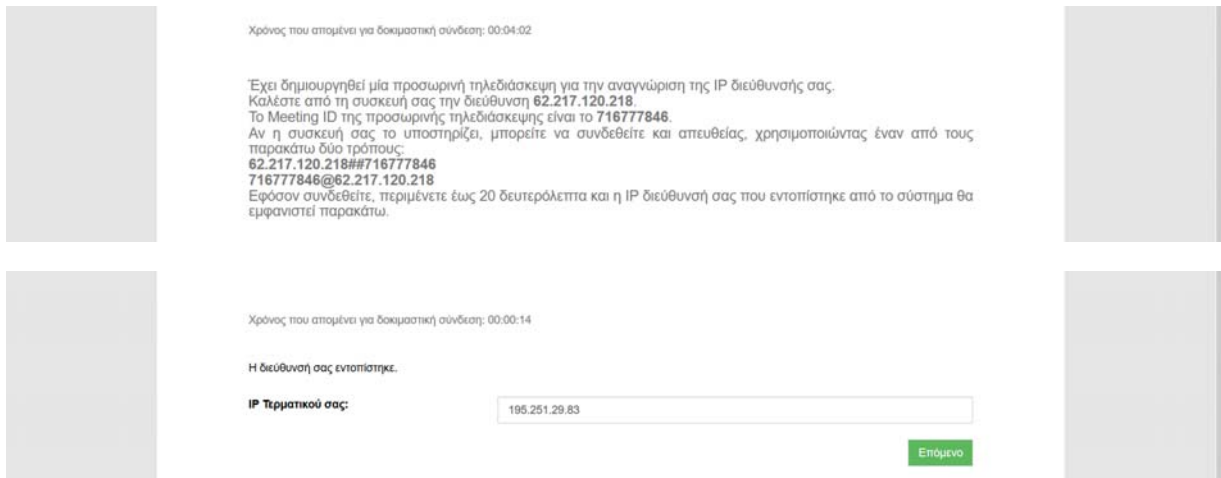 Χρόνος που απομένει για δοκιμαστική σύνδεση: 00:04:02
Έχει δημιουργηθεί μία προσωρινή τηλεδιάσκεψη για την αναγνώριση της IP διεύθυνσής σας.
Καλέστε από τη συσκευή σας την διεύθυνση 62.217.120.218.
Το Meeting ID της προσωρινής τηλεδιάσκεψης είναι το 716777846.
Αν η συσκευή σας το υποστηρίζει, μπορείτε να συνδεθείτε και απευθείας, χρησιμοποιώντας έναν από τους
παρακάτω δύο τρόπους:
62.217.120.218##716777846
716777846@62.217.120.218
Εφόσον συνδεθείτε, περιμένετε έως 20 δευτερόλεπτα και η IP διεύθυνσή σας που εντοπίστηκε από το σύστημα θα
εμφανιστεί παρακάτω.
Χρόνος που απομένει για δοκιμαστική σύνδεση: 00:00:14
Η διεύθυνσή σας εντοπίστηκε.
IP Τερματικού σας:
195.251.29.83
Επόμενο